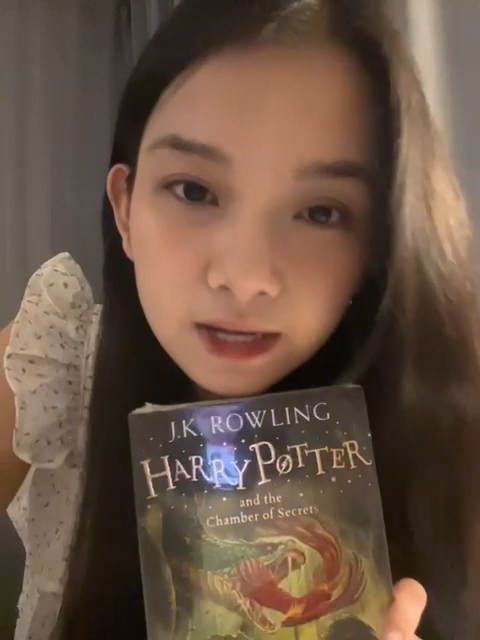 J.K. ROWLING
HARRY POTTER
and the
Chamber of Secrets